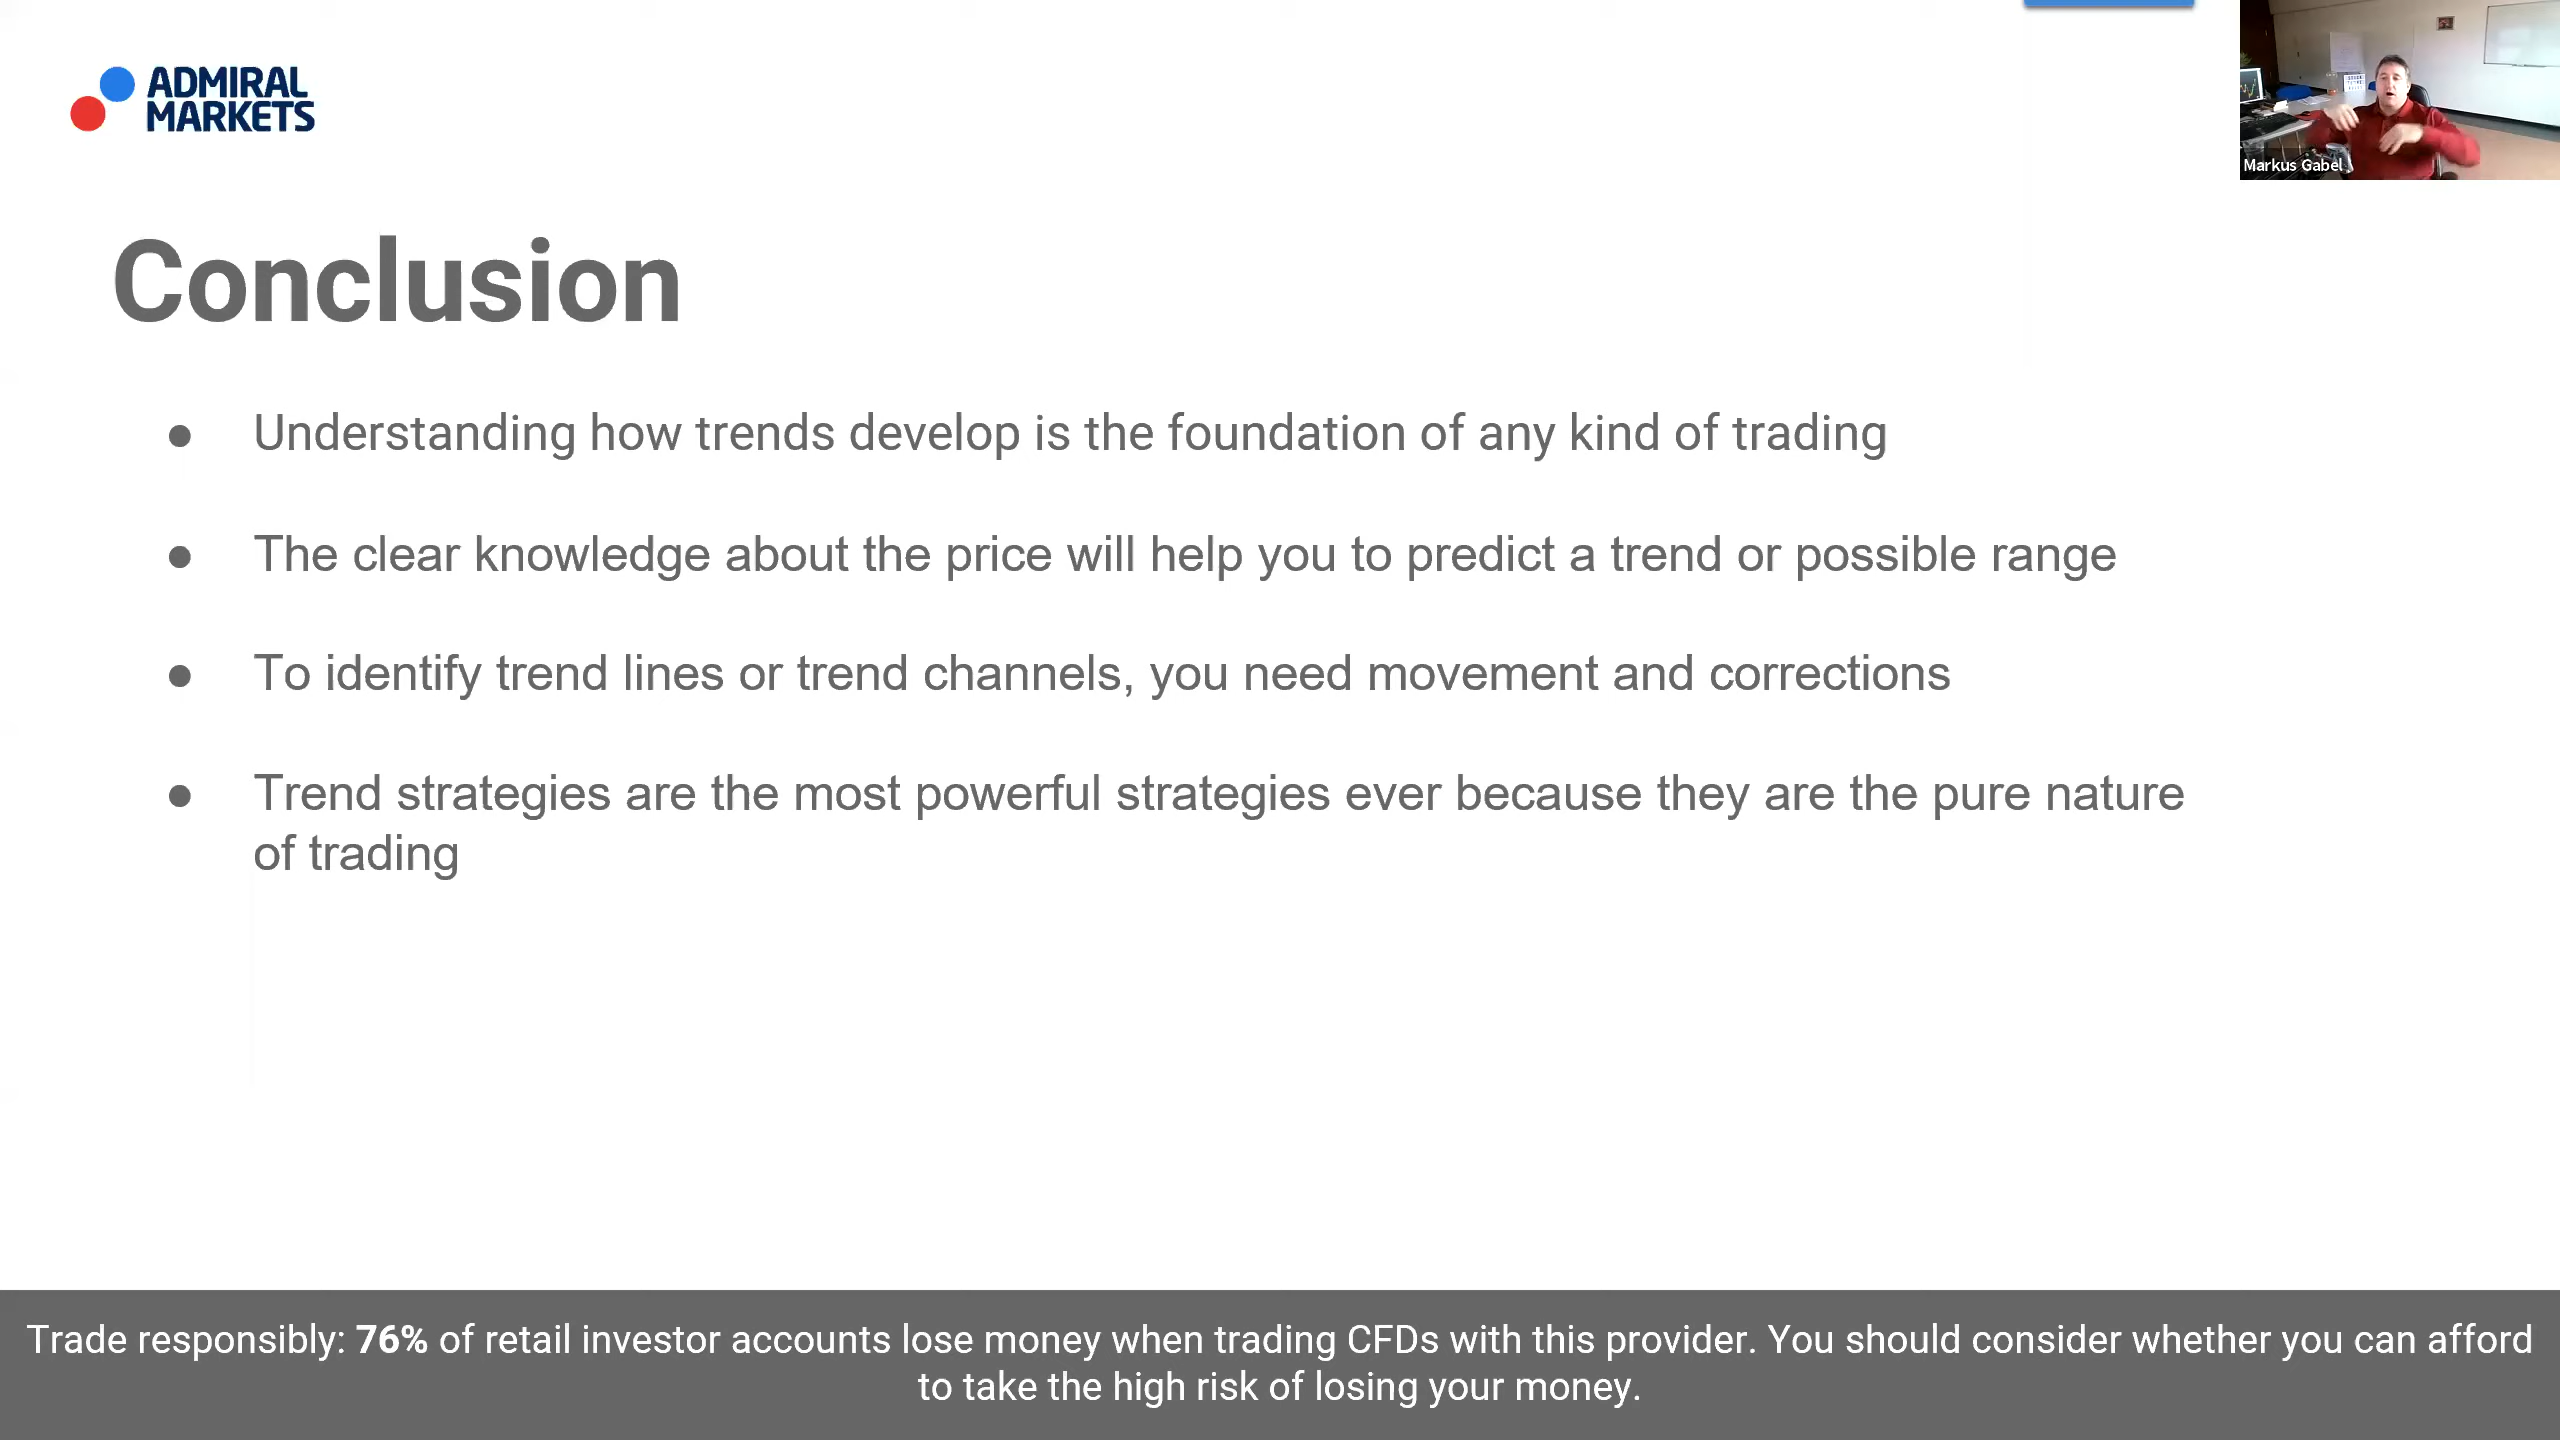 ADMIRAL
MARKETS
Markus Gabel
Conclusion
● Understanding how trends develop is the foundation of any kind of trading
● The clear knowledge about the price will help you to predict a trend or possible range
● To identify trend lines or trend channels, you need movement and corrections
● Trend strategies are the most powerful strategies ever because they are the pure nature
of trading
Trade responsibly: 76% of retail investor accounts lose money when trading CFDs with this provider. You should consider whether you can afford
to take the high risk of losing your money.